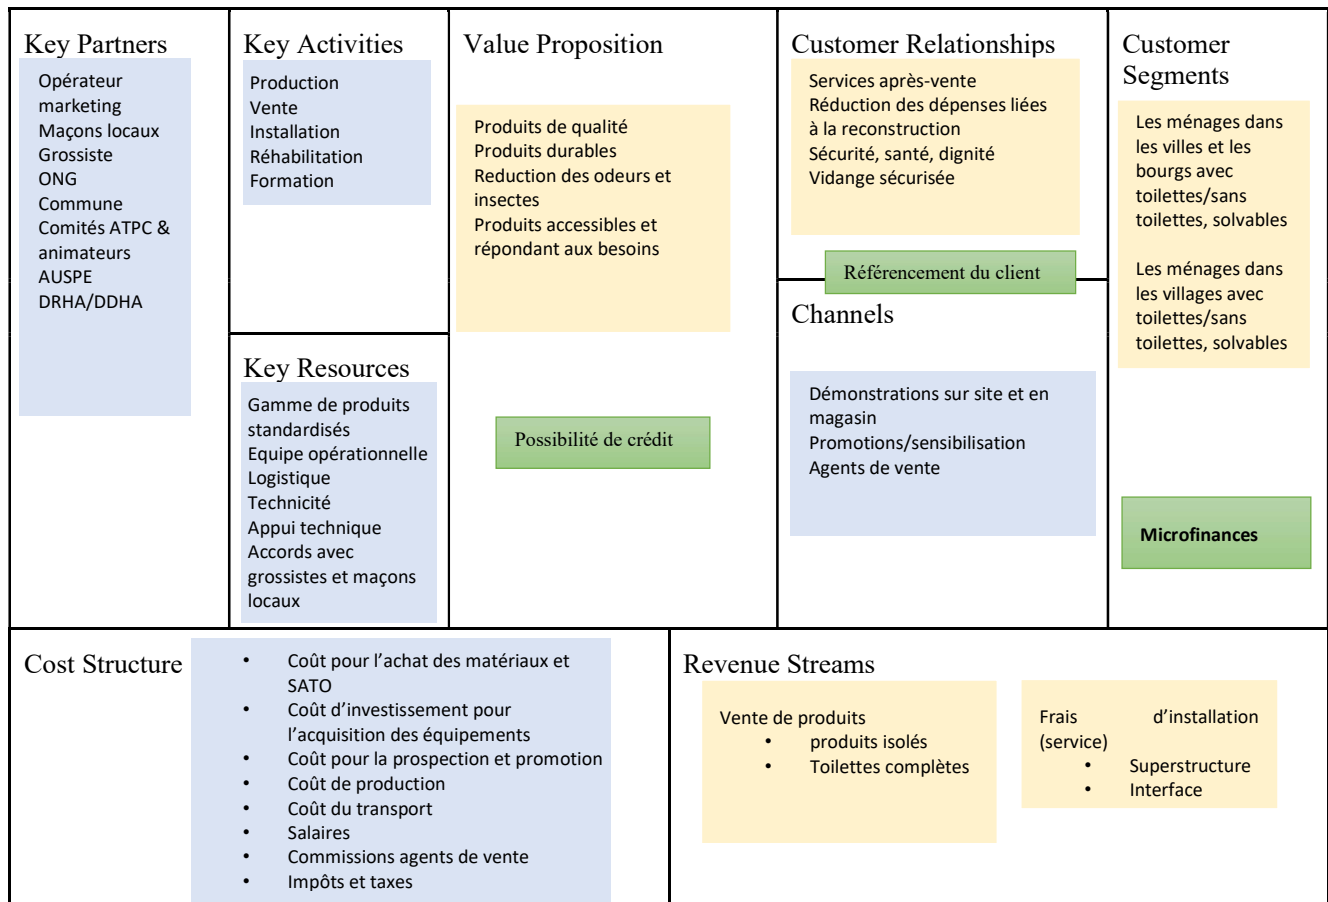 Key Partners
Opérateur
marketing
Maçons locaux
Grossiste
ONG
Commune
Comités ATPC &
animateurs
AUSPE
DRHA/DDHA
Key Activities
Production
Vente
Installation
Réhabilitation
Formation
Key Resources
Gamme de produits
standardisés
Equipe opérationnelle
Logistique
Technicité
Appui technique
Accords avec
grossistes et maçons
locaux
Value Proposition
Produits de qualité
Produits durables
Reduction des odeurs et
insectes
Produits accessibles et
répondant aux besoins
Possibilité de crédit
Customer Relationships
Services après-vente
Réduction des dépenses liées
à la reconstruction
Sécurité, santé, dignité
Vidange sécurisée
Référencement du client
Channels
Démonstrations sur site et en
magasin
Promotions/sensibilisation
Agents de vente
Customer
Segments
Les ménages dans
les villes et les
bourgs avec
toilettes/sans
toilettes, solvables
Les ménages dans
les villages avec
toilettes/sans
toilettes, solvables
Microfinances
Cost Structure
• Coût pour l'achat des matériaux et
SATO
• Coût d'investissement pour
l'acquisition des équipements
• Coût pour la prospection et promotion
• Coût de production
• Coût du transport
• Salaires
• Commissions agents de vente
• Impôts et taxes
Revenue Streams
Vente de produits
• produits isolés
• Toilettes complètes
Frais d'installation
(service)
• Superstructure
• Interface